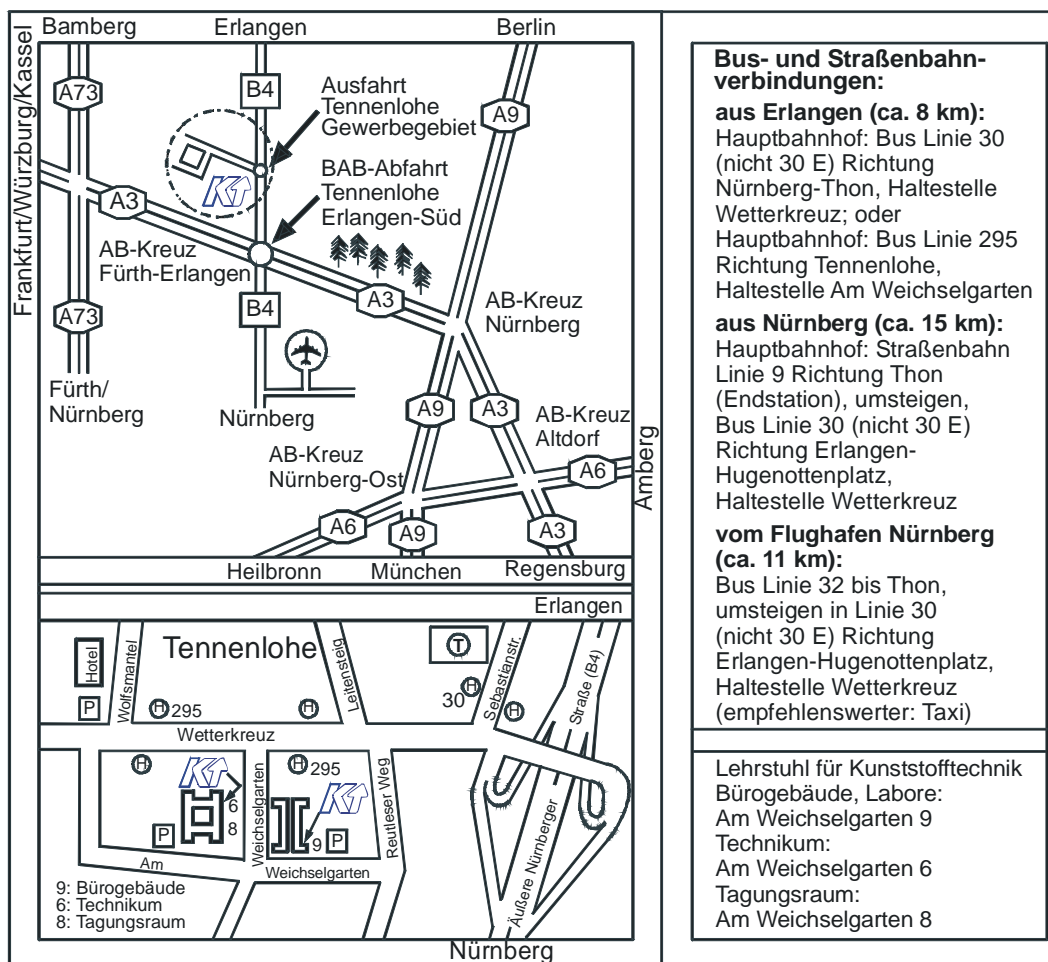 Bamberg Erlangen Berlin
Frankfurt/Würzburg/Kassel
A73
B4
A9
Ausfahrt
Tennenlohe
Gewerbegebiet
KT
BAB-Abfahrt
Tennenlohe
Erlangen-Süd
A3
AB-Kreuz
Fürth-Erlangen
A73
B4
A3
AB-Kreuz
Nürnberg
Fürth/
Nürnberg
Nürnberg
A9
A3
AB-Kreuz
Altdorf
AB-Kreuz
Nürnberg-Ost
A6
Amberg
A6
A9
A3
Heilbronn München Regensburg
Erlangen
Tennenlohe
Hotel
P
Wolfsmantel
H 295
H
Leitensteig
T
30 H
Sebastianstr.
H
Straße (B4)
Wetterkreuz
H
KT
6
8
P
Weichselgarten
H 295
KT
9 P
Reutleser Weg
Äußere Nürnberger
Am
Weichselgarten
9: Bürogebäude
6: Technikum
8: Tagungsraum
Nürnberg
Bus- und Straßenbahn-
verbindungen:
aus Erlangen (ca. 8 km):
Hauptbahnhof: Bus Linie 30
(nicht 30 E) Richtung
Nürnberg-Thon, Haltestelle
Wetterkreuz; oder
Hauptbahnhof: Bus Linie 295
Richtung Tennenlohe,
Haltestelle Am Weichselgarten
aus Nürnberg (ca. 15 km):
Hauptbahnhof: Straßenbahn
Linie 9 Richtung Thon
(Endstation), umsteigen,
Bus Linie 30 (nicht 30 E)
Richtung Erlangen-
Hugenottenplatz,
Haltestelle Wetterkreuz
vom Flughafen Nürnberg
(ca. 11 km):
Bus Linie 32 bis Thon,
umsteigen in Linie 30
(nicht 30 E) Richtung
Erlangen-Hugenottenplatz,
Haltestelle Wetterkreuz
(empfehlenswerter: Taxi)
Lehrstuhl für Kunststofftechnik
Bürogebäude, Labore:
Am Weichselgarten 9
Technikum:
Am Weichselgarten 6
Tagungsraum:
Am Weichselgarten 8